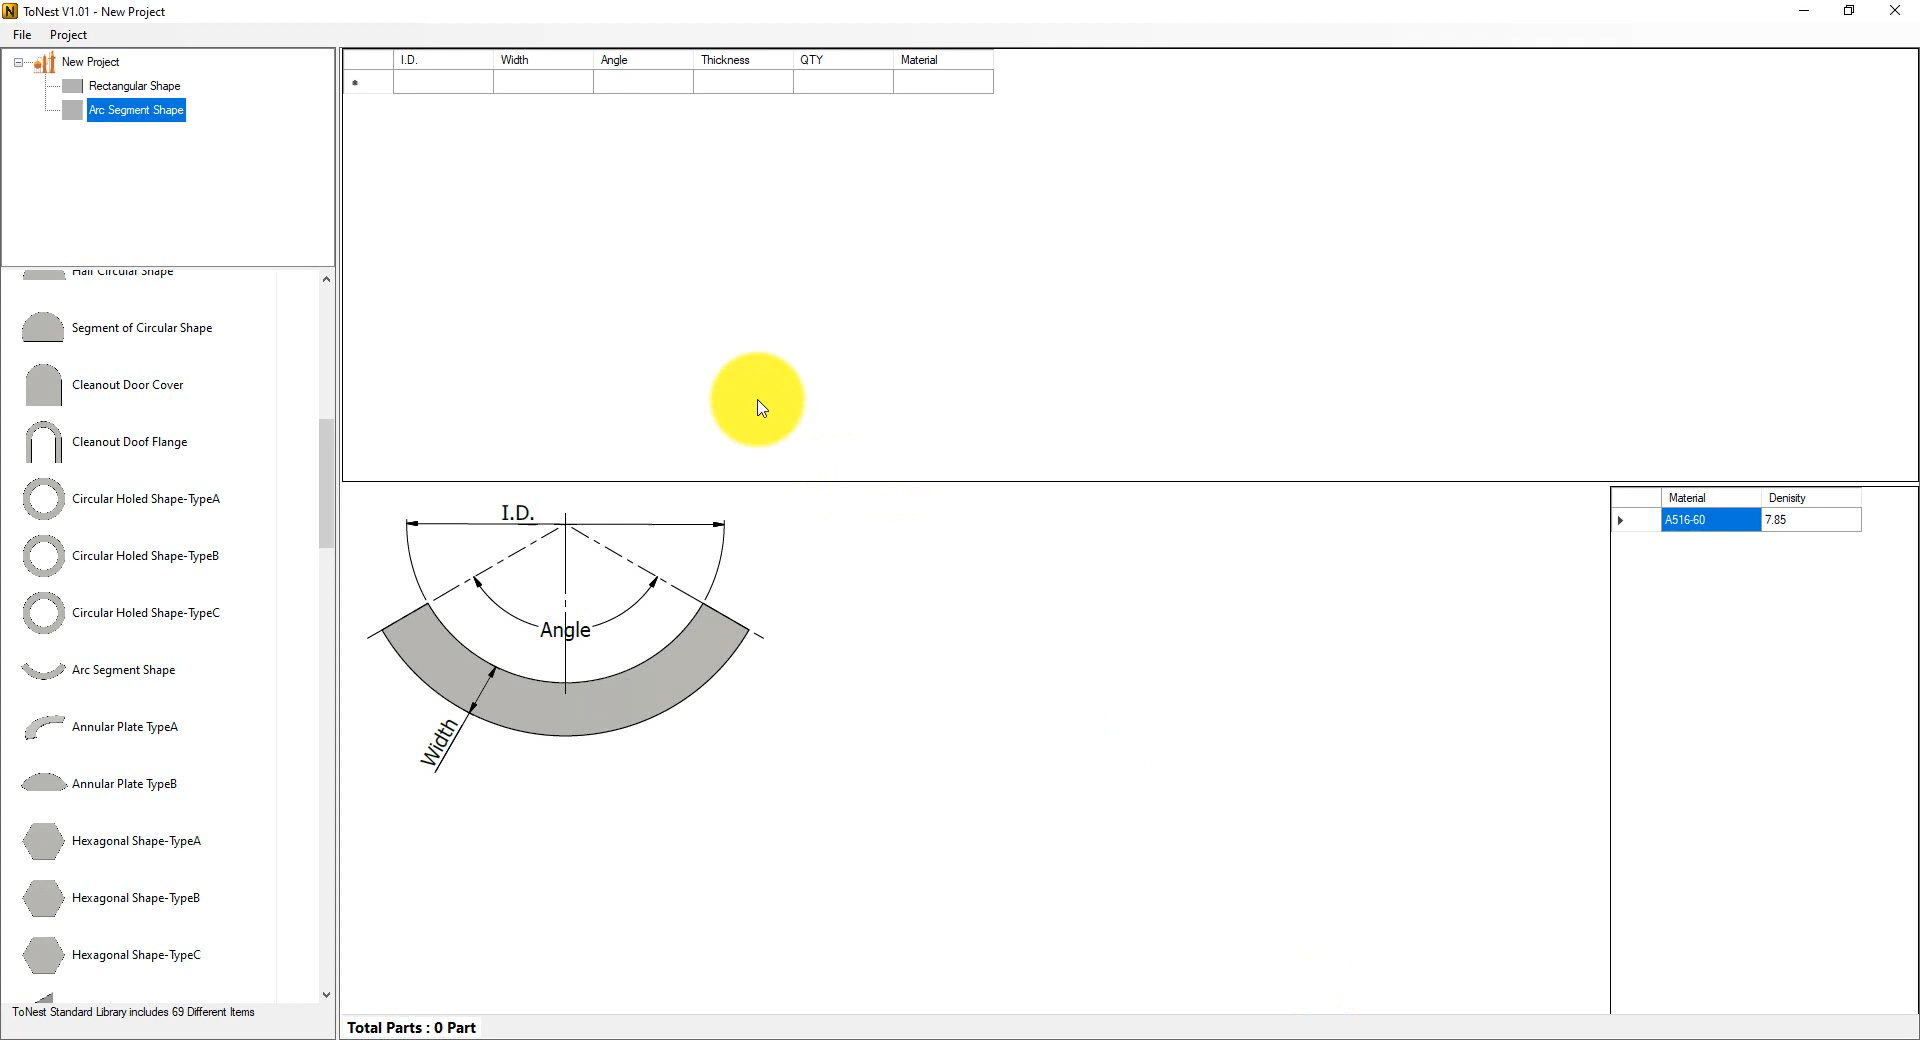 ToNest V1.01 - New Project
File Project
New Project
Rectangular Shape
Arc Segment Shape
Half Circular Shape
Segment of Circular Shape
Cleanout Door Cover
Cleanout Doof Flange
Circular Holed Shape-TypeA
Circular Holed Shape-TypeB
Circular Holed Shape-TypeC
Arc Segment Shape
Annular Plate TypeA
Annular Plate TypeB
Hexagonal Shape-TypeA
Hexagonal Shape-TypeB
Hexagonal Shape-TypeC
ToNest Standard Library includes 69 Different Items
I.D. Width Angle Thickness QTY Material
I.D.
Angle
Width
Material Denisity
A516-60 7.85
Total Parts : 0 Part